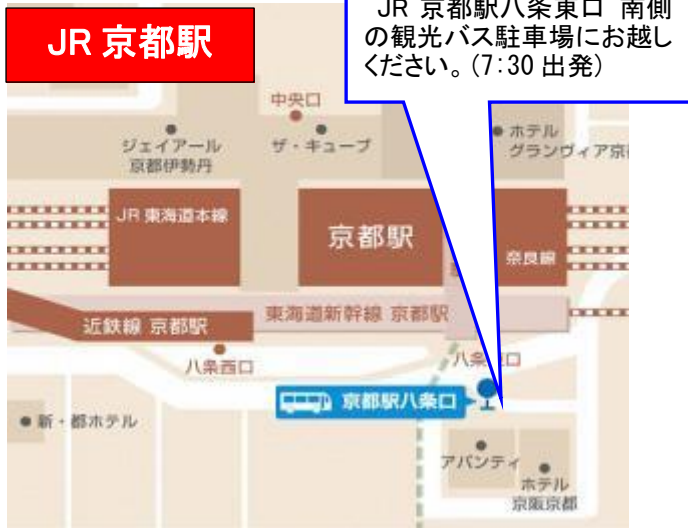 JR 京都駅
JR 京都駅八条東口 南側
の観光バス駐車場にお越し
ください。(7:30 出発)
中央口
ジェイアール
京都伊勢丹
ザ・キューブ
ホテル
グランヴィア京
JR 東海道本線
京都駅
奈良線
東海道新幹線 京都駅
近鉄線 京都駅
八条西口
八条 口
京都駅八条口
新・都ホテル
アバンティ
ホテル
京阪京都